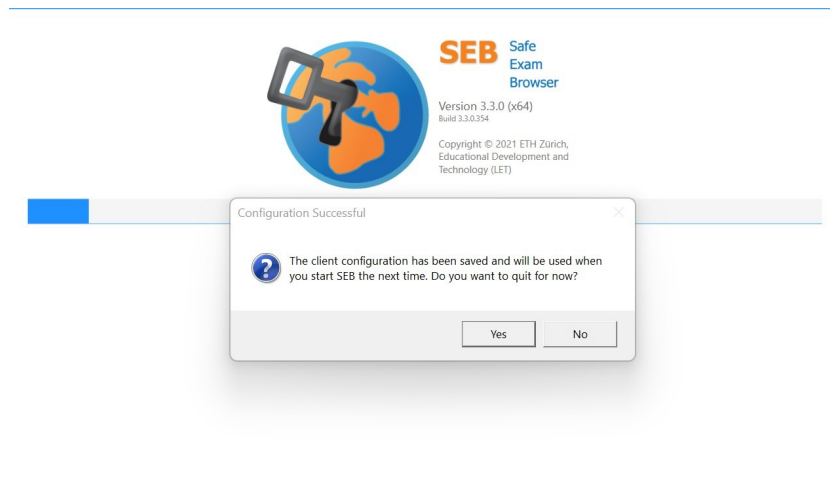 SEB
Safe
Exam
Browser
Version 3.3.0 (x64)
Build 3.3.0.354
Copyright © 2021 ETH Zürich,
Educational Development and
Technology (LET)
Configuration Successful
The client configuration has been saved and will be used when
you start SEB the next time. Do you want to quit for now?
Yes
No